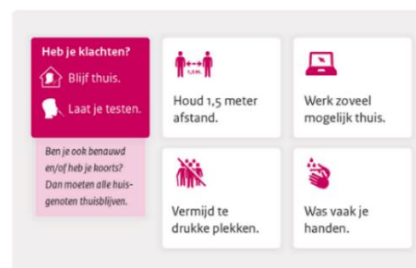 Heb je klachten?
Blijf thuis.
Laat je testen.
Ben je ook benauwd
en/of heb je koorts?
Dan moeten alle huis-
genoten thuisblijven.
1,5 m.
Houd 1,5 meter
afstand.
Werk zoveel
mogelijk thuis.
Vermijd te
drukke plekken.
Was vaak je
handen.